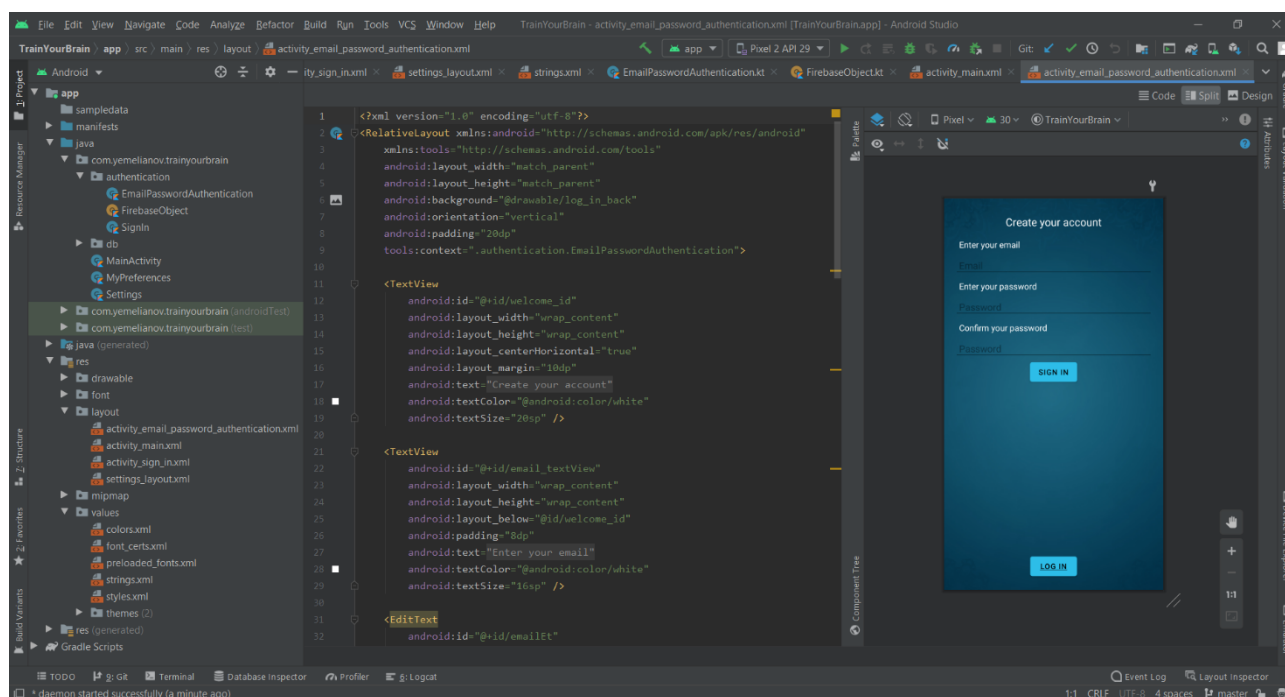 File Edit View Navigate Code Analyze Refactor Build Run Tools VCS Window Help TrainYourBrain - activity_email_password_authentication.xml [TrainYourBrain.app] - Android Studio
TrainYourBrain app src main res layout activity_email_password_authentication.xml app Pixel 2 API 29 Git:
Android ity_sign_in.xml settings_layout.xml strings.xml EmailPasswordAuthentication.kt FirebaseObject.kt activity_main.xml activity_email_password_authentication.xml
Code Split Design
1: Project
Resource Manager
7: Structure
2: Favorites
Build Variants
app
sampledata
manifests
java
com.yemelianov.trainyourbrain
authentication
EmailPasswordAuthentication
FirebaseObject
SignIn
db
MainActivity
MyPreferences
Settings
com.yemelianov.trainyourbrain (androidTest)
com.yemelianov.trainyourbrain (test)
java (generated)
res
drawable
font
layout
activity_email_password_authentication.xml
activity_main.xml
activity_sign_in.xml
settings_layout.xml
mipmap
values
colors.xml
font_certs.xml
preloaded_fonts.xml
strings.xml
styles.xml
themes (2)
res (generated)
Gradle Scripts
1 <?xml version="1.0" encoding="utf-8"?>
2 <RelativeLayout xmlns:android="http://schemas.android.com/apk/res/android"
3 xmlns:tools="http://schemas.android.com/tools"
4 android:layout_width="match_parent"
5 android:layout_height="match_parent"
6 android:background="@drawable/log_in_back"
7 android:orientation="vertical"
8 android:padding="20dp"
9 tools:context=".authentication.EmailPasswordAuthentication">
10
11 <TextView
12 android:id="@+id/welcome_id"
13 android:layout_width="wrap_content"
14 android:layout_height="wrap_content"
15 android:layout_centerHorizontal="true"
16 android:layout_margin="10dp"
17 android:text="Create your account"
18 android:textColor="@android:color/white"
19 android:textSize="20sp" />
20
21 <TextView
22 android:id="@+id/email_textView"
23 android:layout_width="wrap_content"
24 android:layout_height="wrap_content"
25 android:layout_below="@id/welcome_id"
26 android:padding="8dp"
27 android:text="Enter your email"
28 android:textColor="@android:color/white"
29 android:textSize="16sp" />
30
31 <EditText
32 android:id="@+id/emailEt"
Palette
Component Tree
Pixel 30 TrainYourBrain
Attributes
Create your account
Enter your email
Email
Enter your password
Password
Confirm your password
Password
SIGN IN
LOG IN
1:1
TODO 9: Git Terminal Database Inspector Profiler 6: Logcat Event Log Layout Inspector
* daemon started successfully (a minute ago) 1:1 CRLF UTF-8 4 spaces master